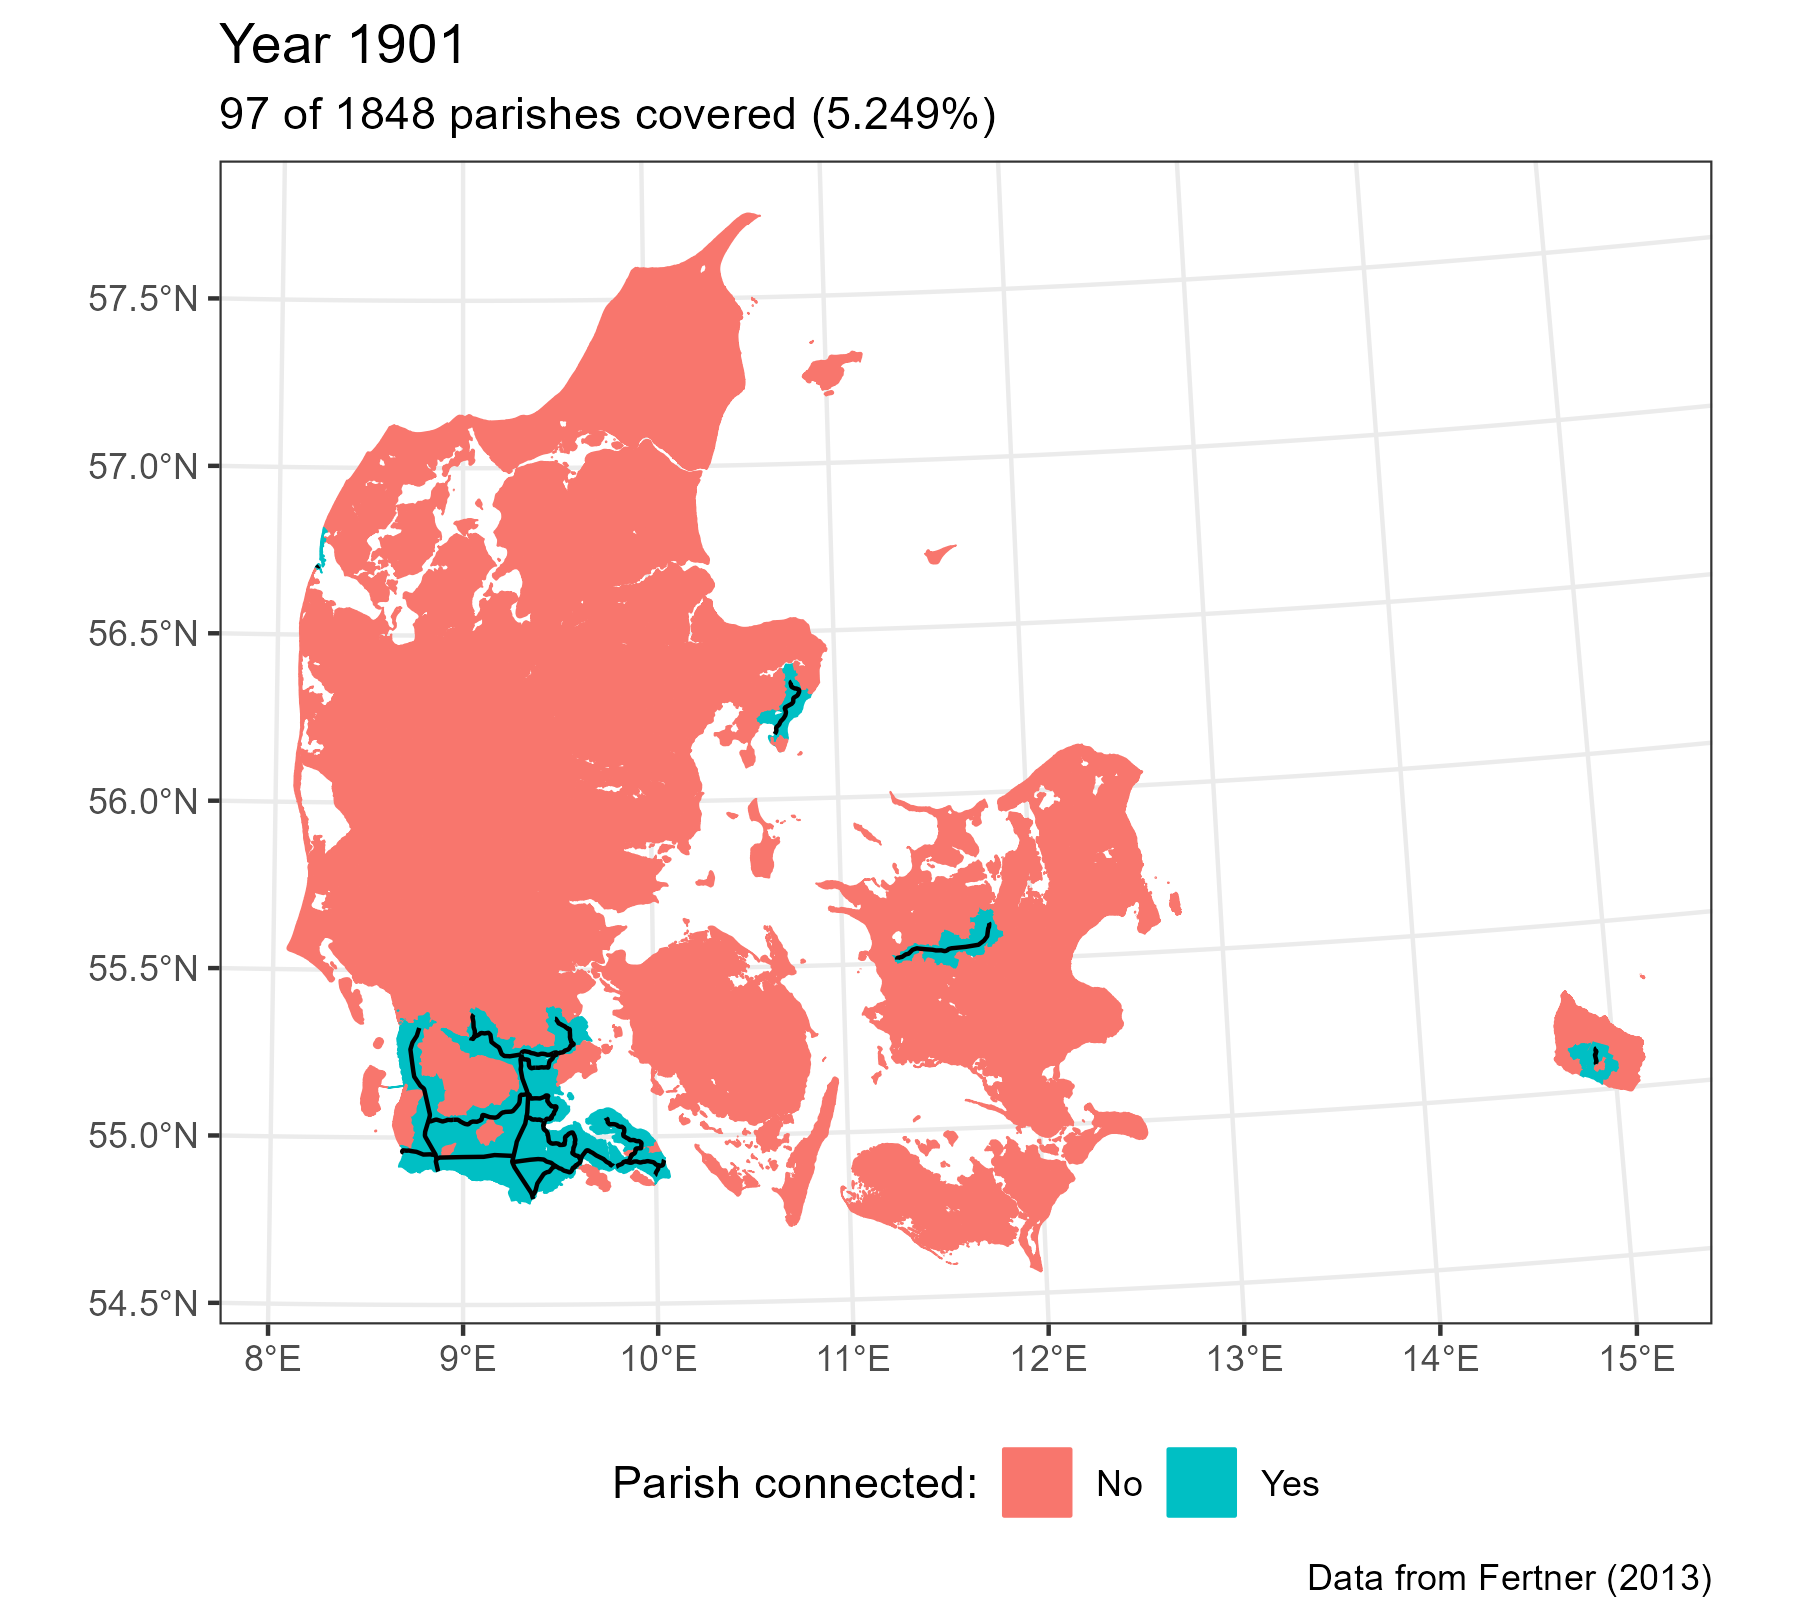 Year 1901
97 of 1848 parishes covered (5.249%)
57.5°N
57.0°N
56.5°N
56.0°N
55.5°N
55.0°N
54.5°N
8°E 9°E 10°E 11°E 12°E 13°E 14°E 15°E
Parish connected: No Yes
Data from Fertner (2013)